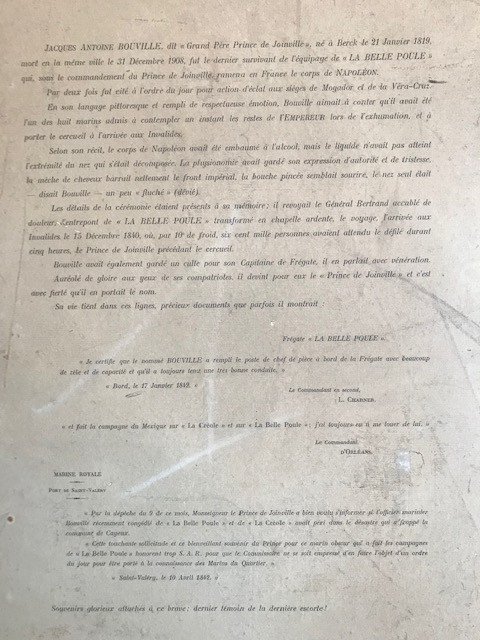 JACQUES ANTOINE BOUVILLE, dit « Grand Père Prince de Joinville », né à Berck le 21 Janvier 1819,
mort en la même ville le 31 Décembre 1908, fut le dernier survivant de l'équipage de « LA BELLE POULE »
qui, sous le commandement du Prince de Joinville, ramena en France le corps de NAPOLÉON.
Par deux fois fut cité à l'ordre du jour pour action d'éclat aux sièges de Mogador et de la Véra-Cruz.
En son langage pittoresque et rempli de respectueuse émotion, Bouville aimait à conter qu'il avait été
l'un des huit marins admis à contempler un instant les restes de l'EMPEREUR lors de l'exhumation, et à
porter le cercueil à l'arrivée aux Invalides.
Selon son récit, le corps de Napoléon avait été embaumé à l'alcool, mais le liquide n'avait pas atteint
l'extrémité du nez qui s'était décomposée. La physionomie avait gardé son expression d'autorité et de tristesse,
la mèche de cheveux barrait nettement le front impérial, la bouche pincée semblait sourire, le nez seul était
— disait Bouville — un peu « fluché » (dévié).
Les détails de la cérémonie étaient présents à sa mémoire ; il revoyait le Général Bertrand accablé de
douleur, l'entrepont de « LA BELLE POULE » transformé en chapelle ardente, le voyage, l'arrivée aux
Invalides le 15 Décembre 1840, où, par 10° de froid, six cent mille personnes avaient attendu le défilé durant
cinq heures, le Prince de Joinville précédant le cercueil.
Bouville avait également gardé un culte pour son Capitaine de Frégate, il en parlait avec vénération.
Auréolé de gloire aux yeux de ses compatriotes, il devint pour eux le « Prince de Joinville » et c'est
avec fierté qu'il en portait le nom.
Sa vie tient dans ces lignes, précieux documents que parfois il montrait :
Frégate « LA BELLE POULE ».
« Je certifie que le nommé BOUVILLE a rempli le poste de chef de pièce à bord de la Frégate avec beaucoup
de zèle et de capacité et qu'il a toujours tenu une très bonne conduite. »
« Bord, le 17 Janvier 1842. »
Le Commandant en second,
L. CHARNER.
« et fait la campagne du Mexique sur « La Créole » et sur « La Belle Poule » ; j'ai toujours eu à me louer de lui. »
Le Commandant,
D'ORLÉANS.
MARINE ROYALE
PORT DE SAINT-VALÉRY
« Par la dépêche du 9 de ce mois, Monseigneur le Prince de Joinville a bien voulu s'informer si l'officier marinier
Bouville récemment congédié de « La Belle Poule » et de « La Créole » avait péri dans le désastre qui a frappé la
commune de Cayeux.
« Cette touchante sollicitude et ce bienveillant souvenir du Prince pour ce marin obscur qui a fait les campagnes
de « La Belle Poule » honorent trop S. A. R. pour que le Commissaire ne se soit empressé d'en faire l'objet d'un ordre
du jour pour être porté à la connaissance des Marins du Quartier. »
« Saint-Valéry, le 10 Avril 1842. »
Souvenirs glorieux attachés à ce brave : dernier témoin de la dernière escorte !